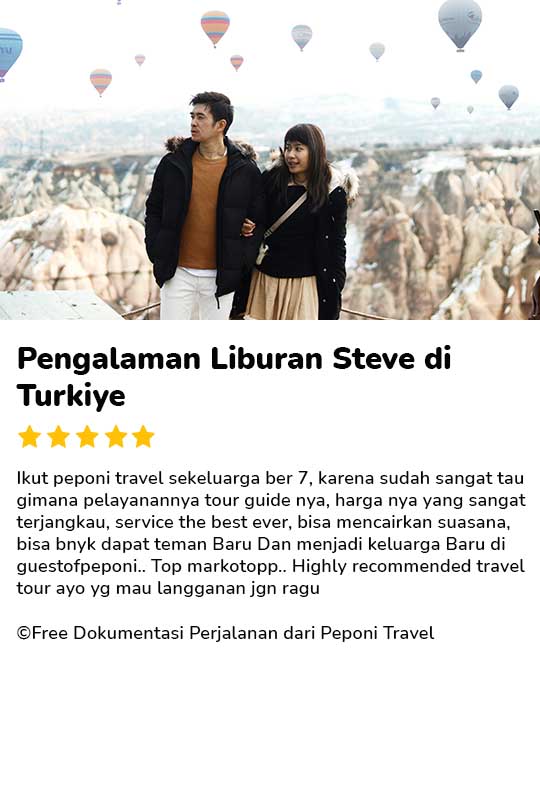 Pengalaman Liburan Steve di
Turkiye
Ikut peponi travel sekeluarga ber 7, karena sudah sangat tau
gimana pelayanannya tour guide nya, harga nya yang sangat
terjangkau, service the best ever, bisa mencairkan suasana,
bisa bnyk dapat teman Baru Dan menjadi keluarga Baru di
guestofpeponi.. Top markotopp.. Highly recommended travel
tour ayo yg mau langganan jgn ragu
©Free Dokumentasi Perjalanan dari Peponi Travel